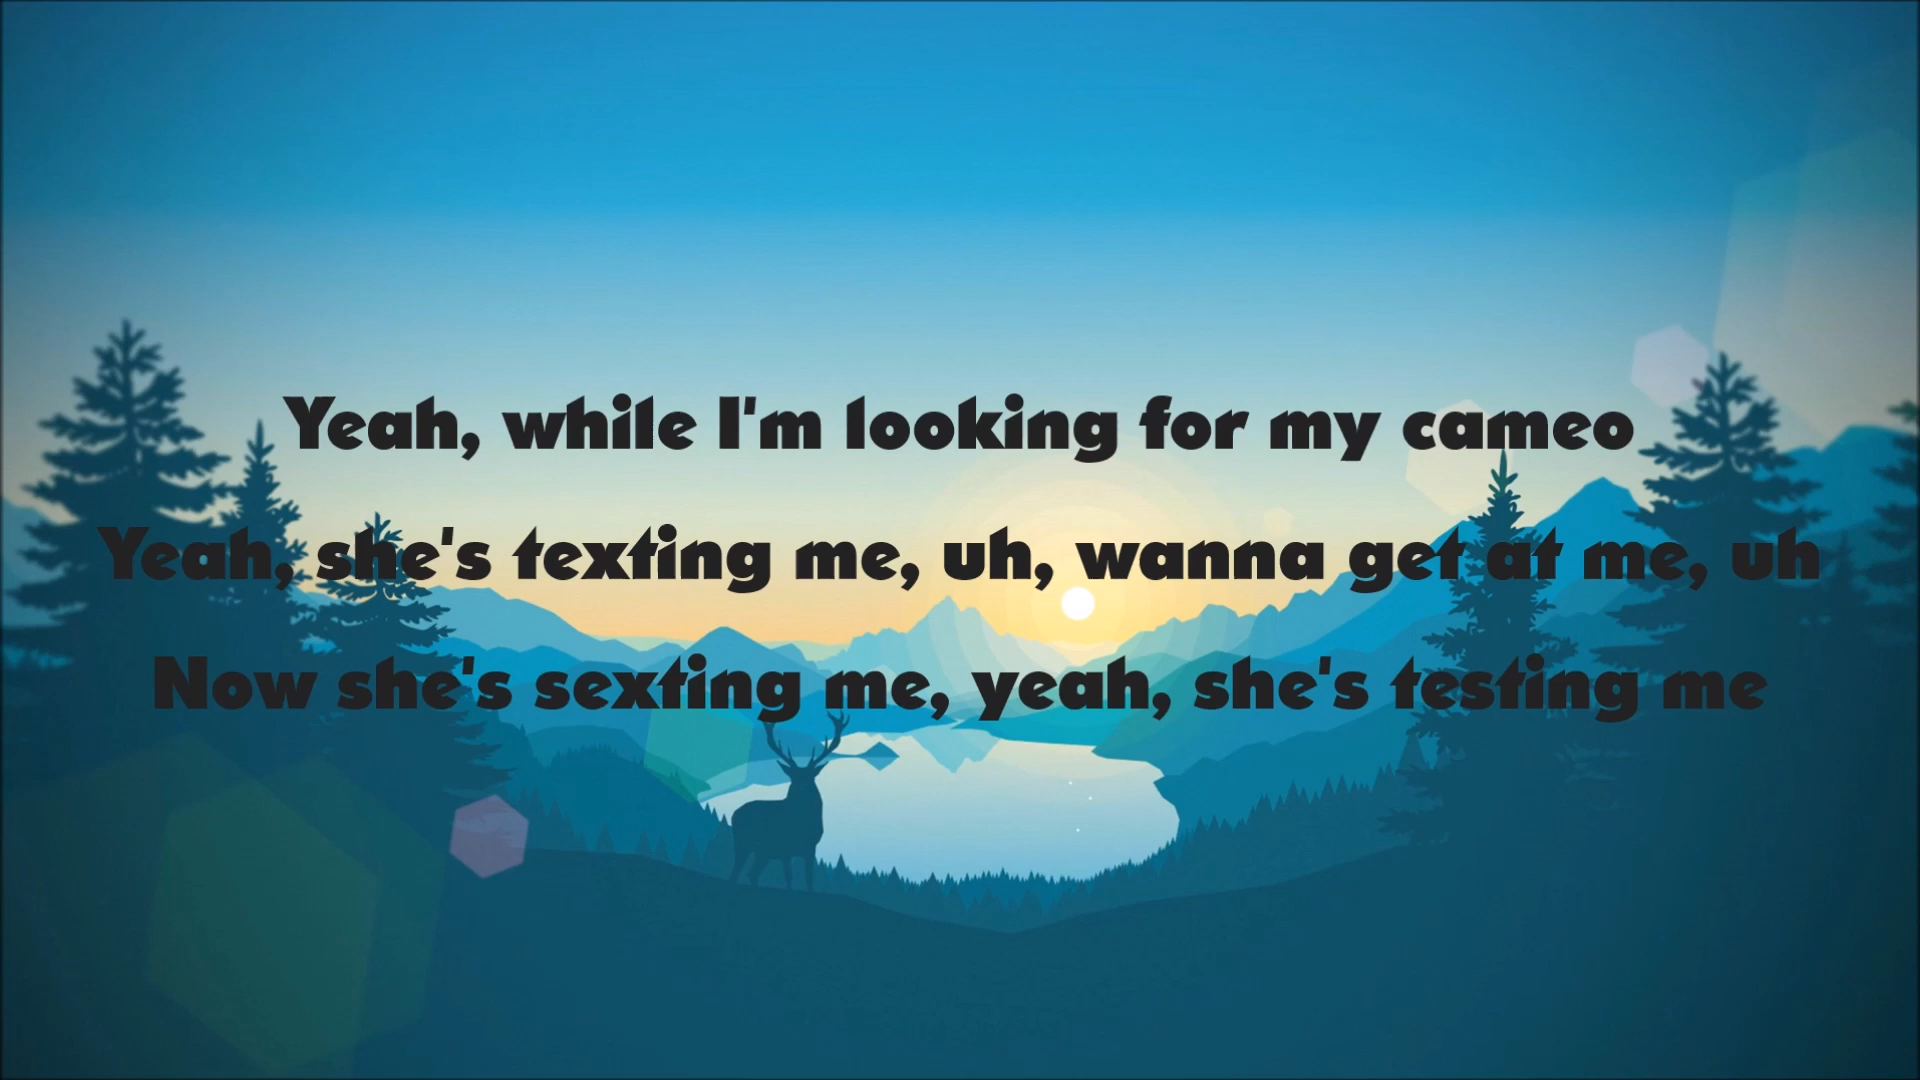 Yeah, while I'm looking for my cameo
Yeah, she's texting me, uh, wanna get at me, uh
Now she's sexting me, yeah, she's testing me